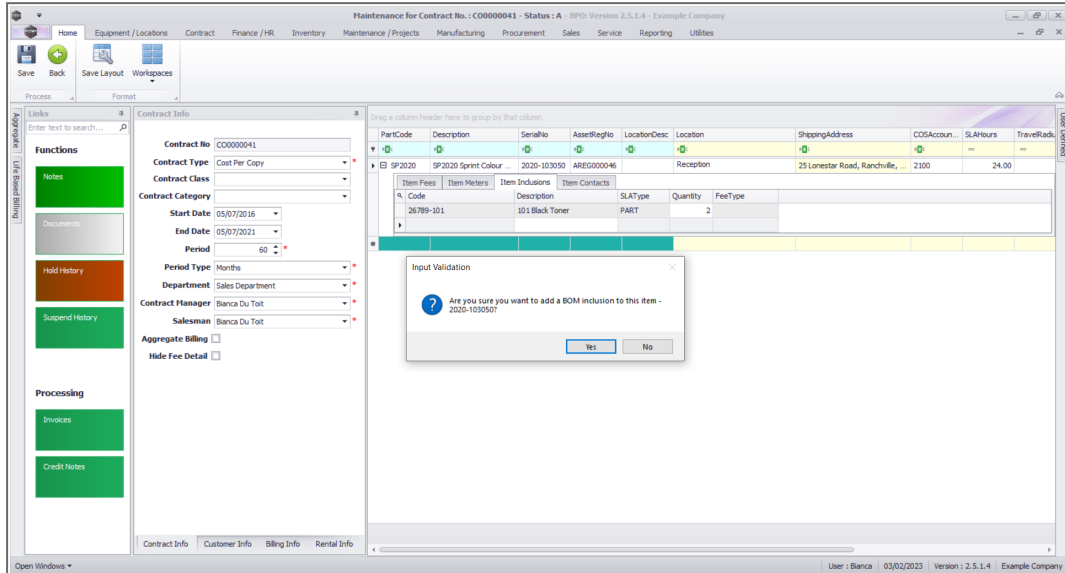 Maintenance for Contract No. : CO0000041 - Status : A - BPO: Version 2.5.1.4 - Example Company
Home Equipment / Locations Contract Finance / HR Inventory Maintenance / Projects Manufacturing Procurement Sales Service Reporting Utilities
Save Back Save Layout Workspaces
Process Format
Aggregate
Life Based Billing
Links
Enter text to search...
Functions
Notes
Documents
Hold History
Suspend History
Processing
Invoices
Credit Notes
Contract Info
Contract No CO0000041
Contract Type Cost Per Copy *
Contract Class
Contract Category
Start Date 05/07/2016
End Date 05/07/2021
Period 60 *
Period Type Months *
Department Sales Department *
Contract Manager Bianca Du Toit *
Salesman Bianca Du Toit *
Aggregate Billing
Hide Fee Detail
Contract Info Customer Info Billing Info Rental Info
Drag a column header here to group by that column
PartCode Description SerialNo AssetRegNo LocationDesc Location ShippingAddress COSAccoun... SLAHours TravelRadiu
SP2020 SP2020 Sprint Colour ... 2020-103050 AREG000046 Reception 25 Lonestar Road, Ranchville, ... 2100 24.00
Item Fees Item Meters Item Inclusions Item Contacts
Code Description SLAType Quantity FeeType
26789-101 101 Black Toner PART 2
User Defined
Input Validation
Are you sure you want to add a BOM inclusion to this item -
2020-103050?
Yes No
Open Windows User : Bianca 03/02/2023 Version : 2.5.1.4 Example Company